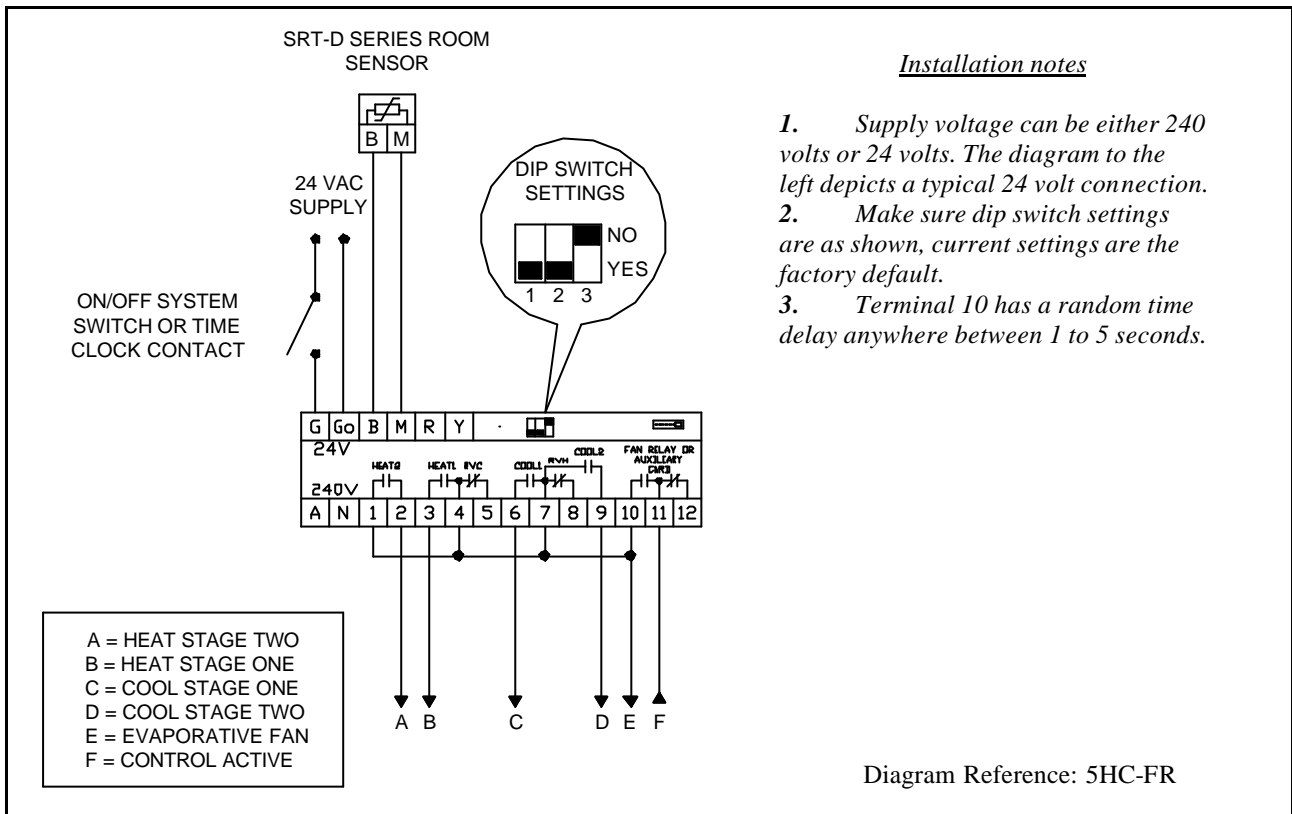 SRT-D SERIES ROOM
SENSOR
B M
24 VAC
SUPPLY
DIP SWITCH
SETTINGS
NO
YES
1 2 3
ON/OFF SYSTEM
SWITCH OR TIME
CLOCK CONTACT
G Go B M R Y
24V
HEAT2 HEAT1 RVC COOL1 RVH COOL2 FAN RELAY OR
AUXILIARY
CARD
240V
A N 1 2 3 4 5 6 7 8 9 10 11 12
A B C D E F
A = HEAT STAGE TWO
B = HEAT STAGE ONE
C = COOL STAGE ONE
D = COOL STAGE TWO
E = EVAPORATIVE FAN
F = CONTROL ACTIVE
Installation notes
1. Supply voltage can be either 240
volts or 24 volts. The diagram to the
left depicts a typical 24 volt connection.
2. Make sure dip switch settings
are as shown, current settings are the
factory default.
3. Terminal 10 has a random time
delay anywhere between 1 to 5 seconds.
Diagram Reference: 5HC-FR